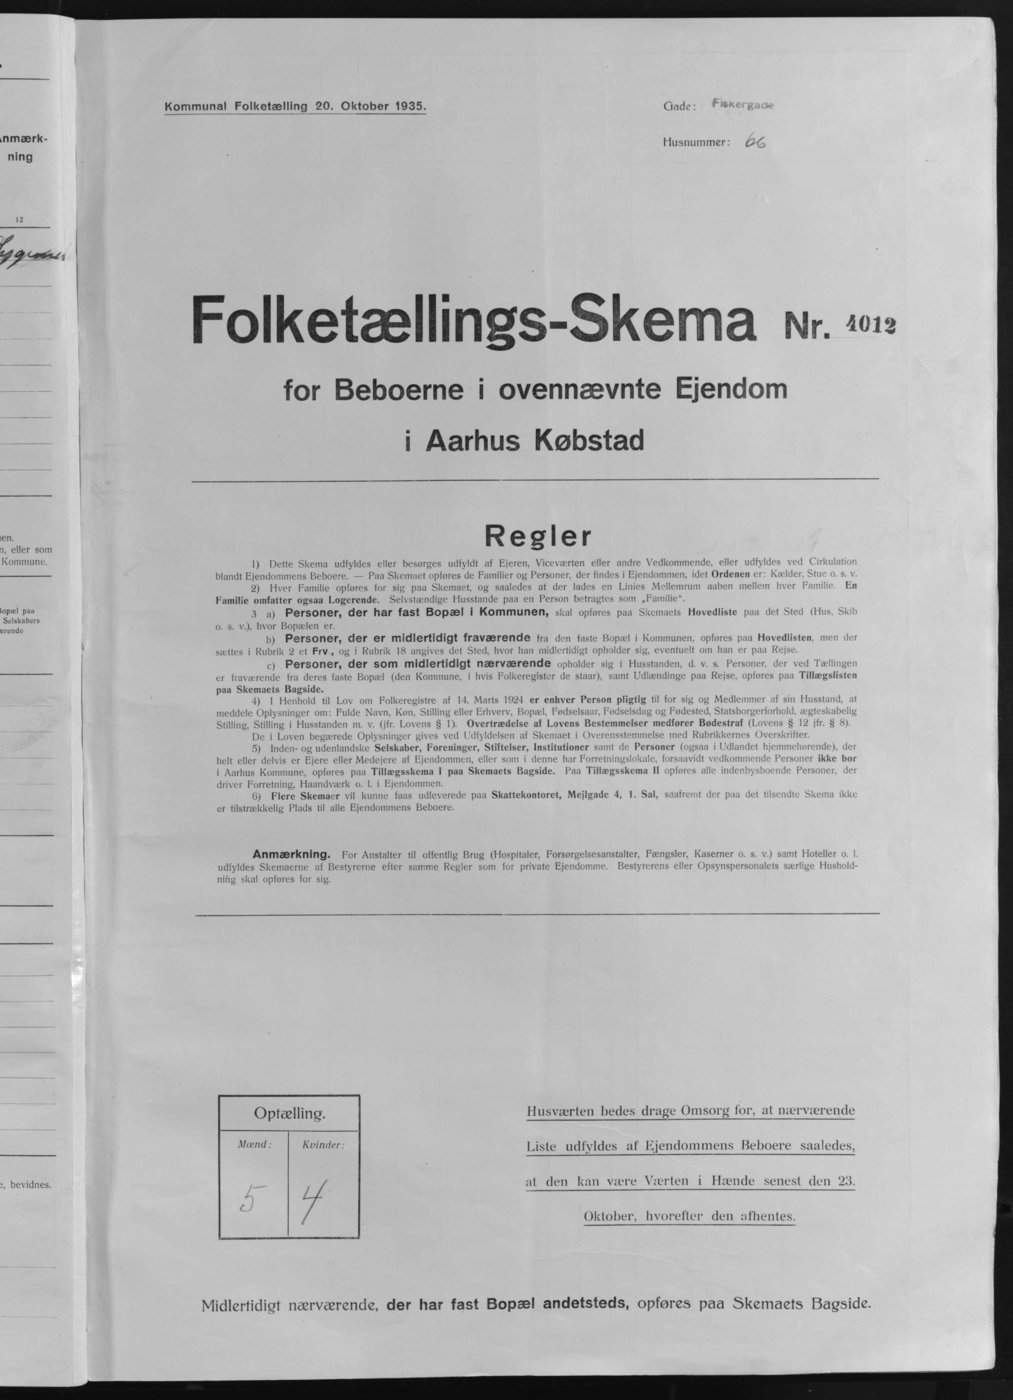 Anmærk-
ning
12
en.
n, eller som
Kommune.
lopæl paa
Selskabers
ærende
e, bevidnes.
Kommunal Folketælling 20. Oktober 1935.
Gade: Fiskergade
Husnummer: 66
Folketællings-Skema Nr. 4012
for Beboerne i ovennævnte Ejendom
i Aarhus Købstad
Regler
1) Dette Skema udfyldes eller besørges udfyldt af Ejeren, Viceværten eller andre Vedkommende, eller udfyldes ved Cirkulation
blandt Ejendommens Beboere. — Paa Skemaet opføres de Familier og Personer, der findes i Ejendommen, idet Ordenen er: Kælder, Stue o. s. v.
2) Hver Familie opføres for sig paa Skemaet, og saaledes at der lades en Linies Mellemrum aaben mellem hver Familie. En
Familie omfatter ogsaa Logerende. Selvstændige Husstande paa en Person betragtes som „Familie“.
3 a) Personer, der har fast Bopæl i Kommunen, skal opføres paa Skemaets Hovedliste paa det Sted (Hus, Skib
o. s. v.), hvor Bopælen er.
b) Personer, der er midlertidigt fraværende fra den faste Bopæl i Kommunen, opføres paa Hovedlisten, men der
sættes i Rubrik 2 et Frv., og i Rubrik 18 angives det Sted, hvor han midlertidigt opholder sig, eventuelt om han er paa Rejse.
c) Personer, der som midlertidigt nærværende opholder sig i Husstanden, d. v. s. Personer, der ved Tællingen
er fraværende fra deres faste Bopæl (den Kommune, i hvis Folkeregister de staar), samt Udlændinge paa Rejse, opføres paa Tillægslisten
paa Skemaets Bagside.
4) I Henhold til Lov om Folkeregistre af 14. Marts 1924 er enhver Person pligtig til for sig og Medlemmer af sin Husstand, at
meddele Oplysninger om: Fulde Navn, Køn, Stilling eller Erhverv, Bopæl, Fødselsaar, Fødselsdag og Fødested, Statsborgerforhold, ægteskabelig
Stilling, Stilling i Husstanden m. v. (jfr. Lovens § 1). Overtrædelse af Lovens Bestemmelser medfører Bødestraf (Lovens § 12 jfr. § 8).
De i Loven begærede Oplysninger gives ved Udfyldelsen af Skemaet i Overensstemmelse med Rubrikkernes Overskrifter.
5) Inden- og udenlandske Selskaber, Foreninger, Stiftelser, Institutioner samt de Personer (ogsaa i Udlandet hjemmehørende), der
helt eller delvis er Ejere eller Medejere af Ejendommen, eller som i denne har Forretningslokale, forsaavidt vedkommende Personer ikke bor
i Aarhus Kommune, opføres paa Tillægsskema I paa Skemaets Bagside. Paa Tillægsskema II opføres alle indenbysboende Personer, der
driver Forretning, Haandværk o. l. i Ejendommen.
6) Flere Skemaer vil kunne faas udleverede paa Skattekontoret, Mejlgade 4, 1. Sal, saafremt der paa det tilsendte Skema ikke
er tilstrækkelig Plads til alle Ejendommens Beboere.
Anmærkning. For Anstalter til offentlig Brug (Hospitaler, Forsørgelsesanstalter, Fængsler, Kaserner o. s. v.) samt Hoteller o. l.
udfyldes Skemaerne af Bestyrerne efter samme Regler som for private Ejendomme. Bestyrerens eller Opsynspersonalets særlige Hushold-
ning skal opføres for sig.
Optælling.
Mænd: Kvinder:
5 4
Husværten bedes drage Omsorg for, at nærværende
Liste udfyldes af Ejendommens Beboere saaledes,
at den kan være Værten i Hænde senest den 23.
Oktober, hvorefter den afhentes.
Midlertidigt nærværende, der har fast Bopæl andetsteds, opføres paa Skemaets Bagside.